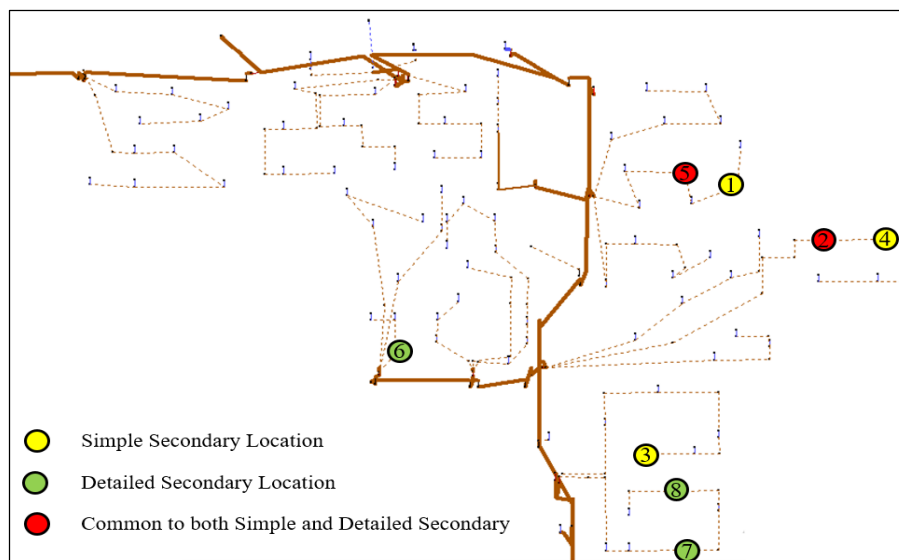 5
1
2
4
6
Simple Secondary Location
3
Detailed Secondary Location
8
Common to both Simple and Detailed Secondary
7